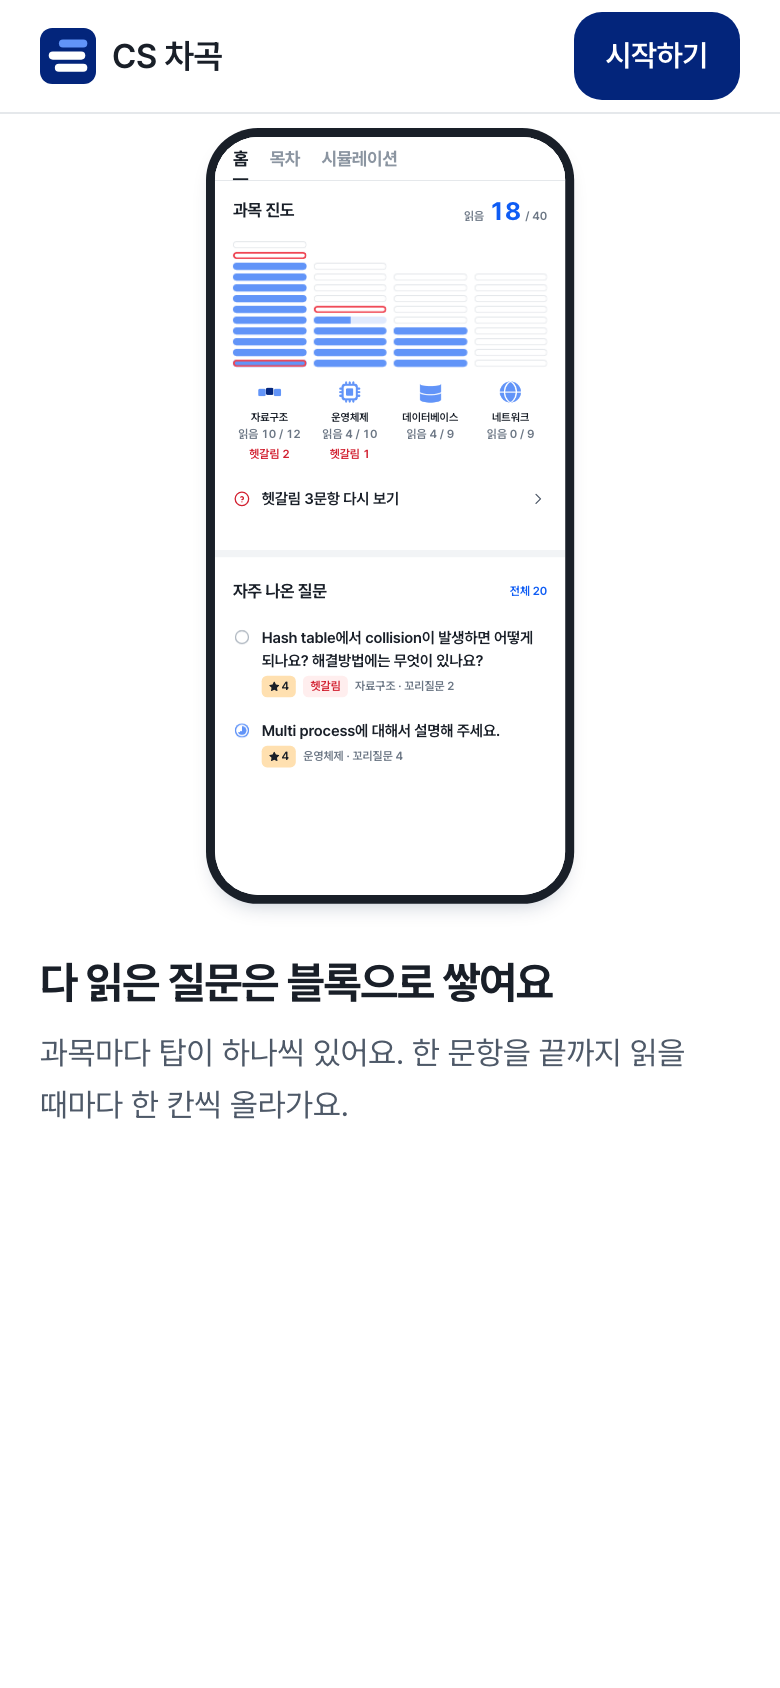 CS 차곡
시작하기
홈 목차 시뮬레이션
과목 진도 읽음 18 / 40
자료구조 운영체제 데이터베이스 네트워크
읽음 10 / 12 읽음 4 / 10 읽음 4 / 9 읽음 0 / 9
헷갈림 2 헷갈림 1
헷갈림 3문항 다시 보기
자주 나온 질문 전체 20
Hash table에서 collision이 발생하면 어떻게
되나요? 해결방법에는 무엇이 있나요?
★ 4 헷갈림 자료구조 · 꼬리질문 2
Multi process에 대해서 설명해 주세요.
★ 4 운영체제 · 꼬리질문 4
다 읽은 질문은 블록으로 쌓여요
과목마다 탑이 하나씩 있어요. 한 문항을 끝까지 읽을
때마다 한 칸씩 올라가요.